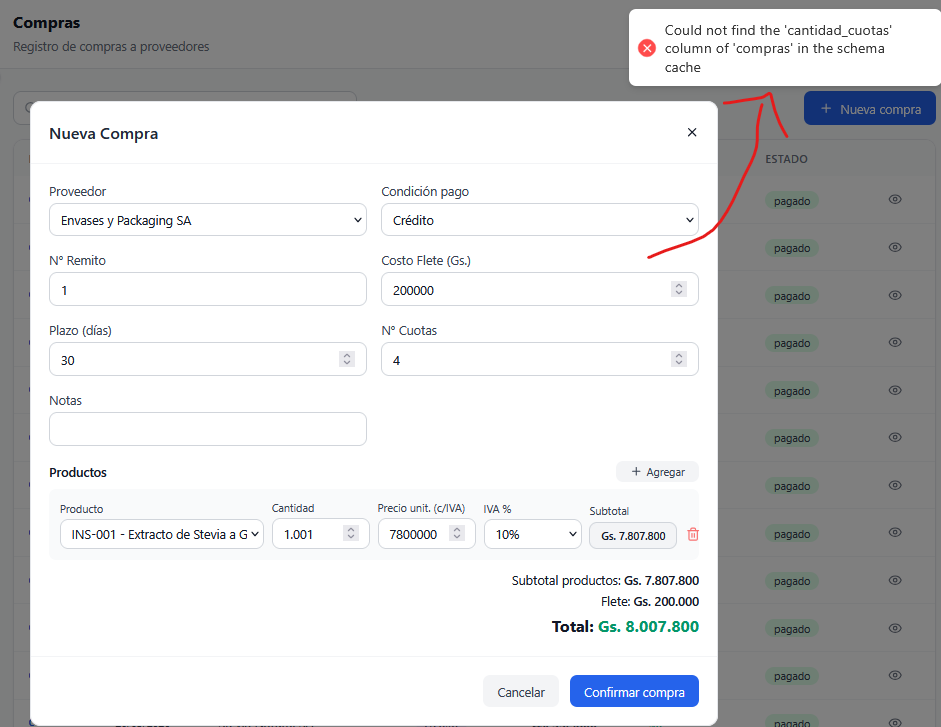 Compras
Registro de compras a proveedores
Could not find the 'cantidad_cuotas'
column of 'compras' in the schema
cache
Nueva compra
ESTADO
Nueva Compra
Proveedor
Condición pago
Envases y Packaging SA
Crédito
N° Remito
Costo Flete (Gs.)
1
200000
Plazo (días)
N° Cuotas
30
4
Notas
Productos
Agregar
Producto
Cantidad
Precio unit. (c/IVA)
IVA %
Subtotal
INS-001 - Extracto de Stevia a G
1.001
7800000
10%
Gs. 7.807.800
Subtotal productos: Gs. 7.807.800
Flete: Gs. 200.000
Total: Gs. 8.007.800
Cancelar
Confirmar compra
pagado
pagado
pagado
pagado
pagado
pagado
pagado
pagado
pagado
pagado
pagado
pagado